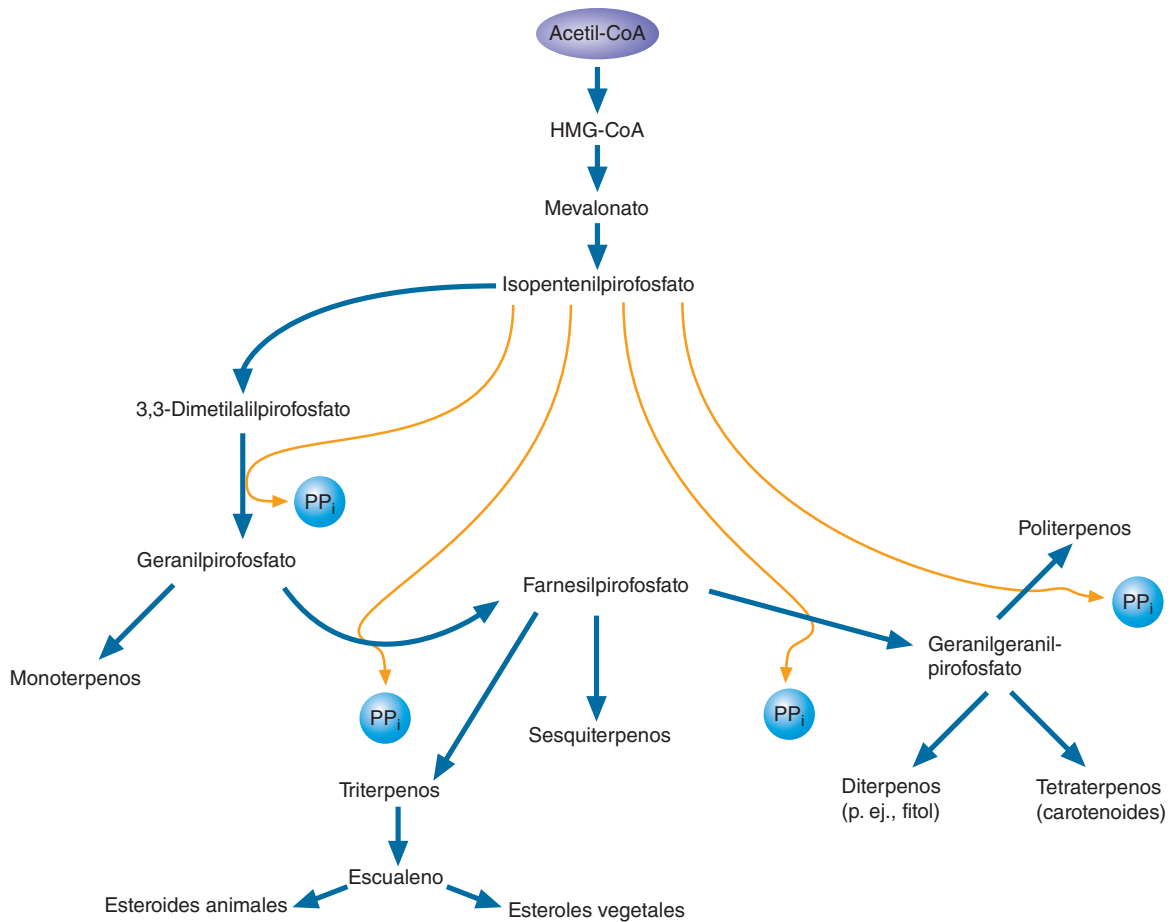 Acetil-CoA
HMG-CoA
Mevalonato
Isopentenilpirofosfato
3,3-Dimetilalilpirofosfato
PPi
Geranilpirofosfato
Monoterpenos
PPi
Farnesilpirofosfato
Sesquiterpenos
Triterpenos
Escualeno
Esteroides animales
Esteroles vegetales
PPi
Politerpenos
PPi
Geranilgeranil-
pirofosfato
Diterpenos
(p. ej., fitol)
Tetraterpenos
(carotenoides)